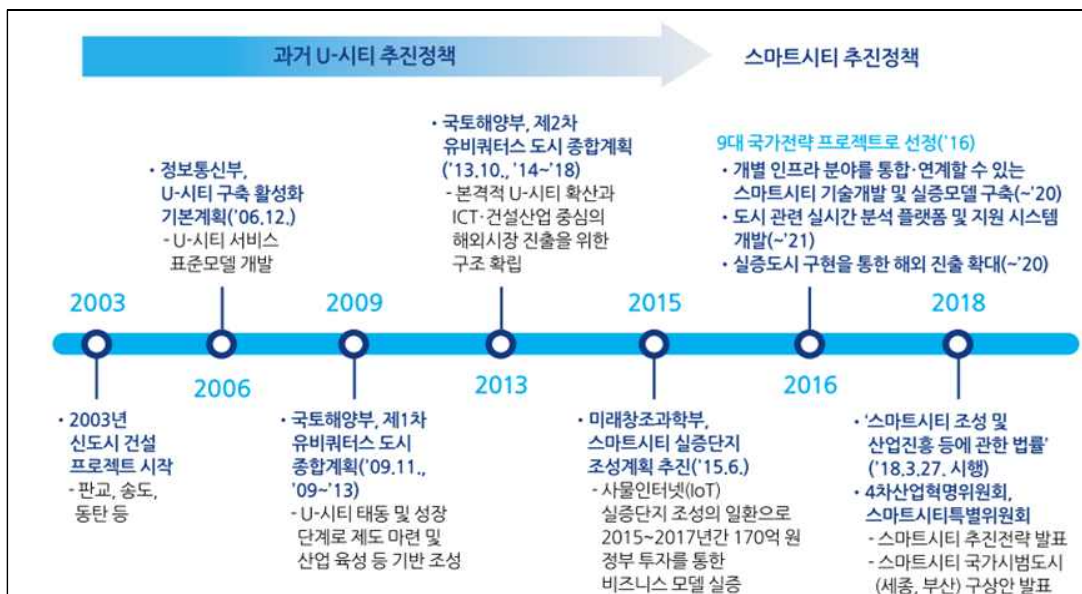 과거 U-시티 추진정책
스마트시티 추진정책
2003
• 2003년
신도시 건설
프로젝트 시작
- 판교, 송도,
동탄 등
• 정보통신부,
U-시티 구축 활성화
기본계획('06.12.)
- U-시티 서비스
표준모델 개발
2006
2009
• 국토해양부, 제1차
유비쿼터스 도시
종합계획('09.11.,
'09~'13)
- U-시티 태동 및 성장
단계로 제도 마련 및
산업 육성 등 기반 조성
• 국토해양부, 제2차
유비쿼터스 도시 종합계획
('13.10., '14~'18)
- 본격적 U-시티 확산과
ICT·건설산업 중심의
해외시장 진출을 위한
구조 확립
2013
2015
• 미래창조과학부,
스마트시티 실증단지
조성계획 추진('15.6.)
- 사물인터넷(IoT)
실증단지 조성의 일환으로
2015~2017년간 170억 원
정부 투자를 통한
비즈니스 모델 실증
9대 국가전략 프로젝트로 선정('16)
• 개별 인프라 분야를 통합·연계할 수 있는
스마트시티 기술개발 및 실증모델 구축(~'20)
• 도시 관련 실시간 분석 플랫폼 및 지원 시스템
개발(~'21)
• 실증도시 구현을 통한 해외 진출 확대(~'20)
2016
2018
• '스마트시티 조성 및
산업진흥 등에 관한 법률'
('18.3.27. 시행)
• 4차산업혁명위원회,
스마트시티특별위원회
- 스마트시티 추진전략 발표
- 스마트시티 국가시범도시
(세종, 부산) 구상안 발표